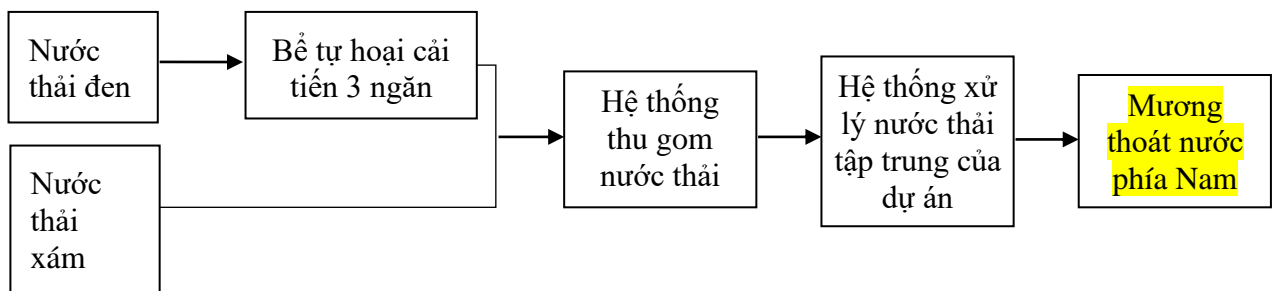 Nước
thải đen
Bể tự hoại cải
tiến 3 ngăn
Nước
thải
xám
Hệ thống
thu gom
nước thải
Hệ thống xử
lý nước thải
tập trung của
dự án
Mương
thoát nước
phía Nam